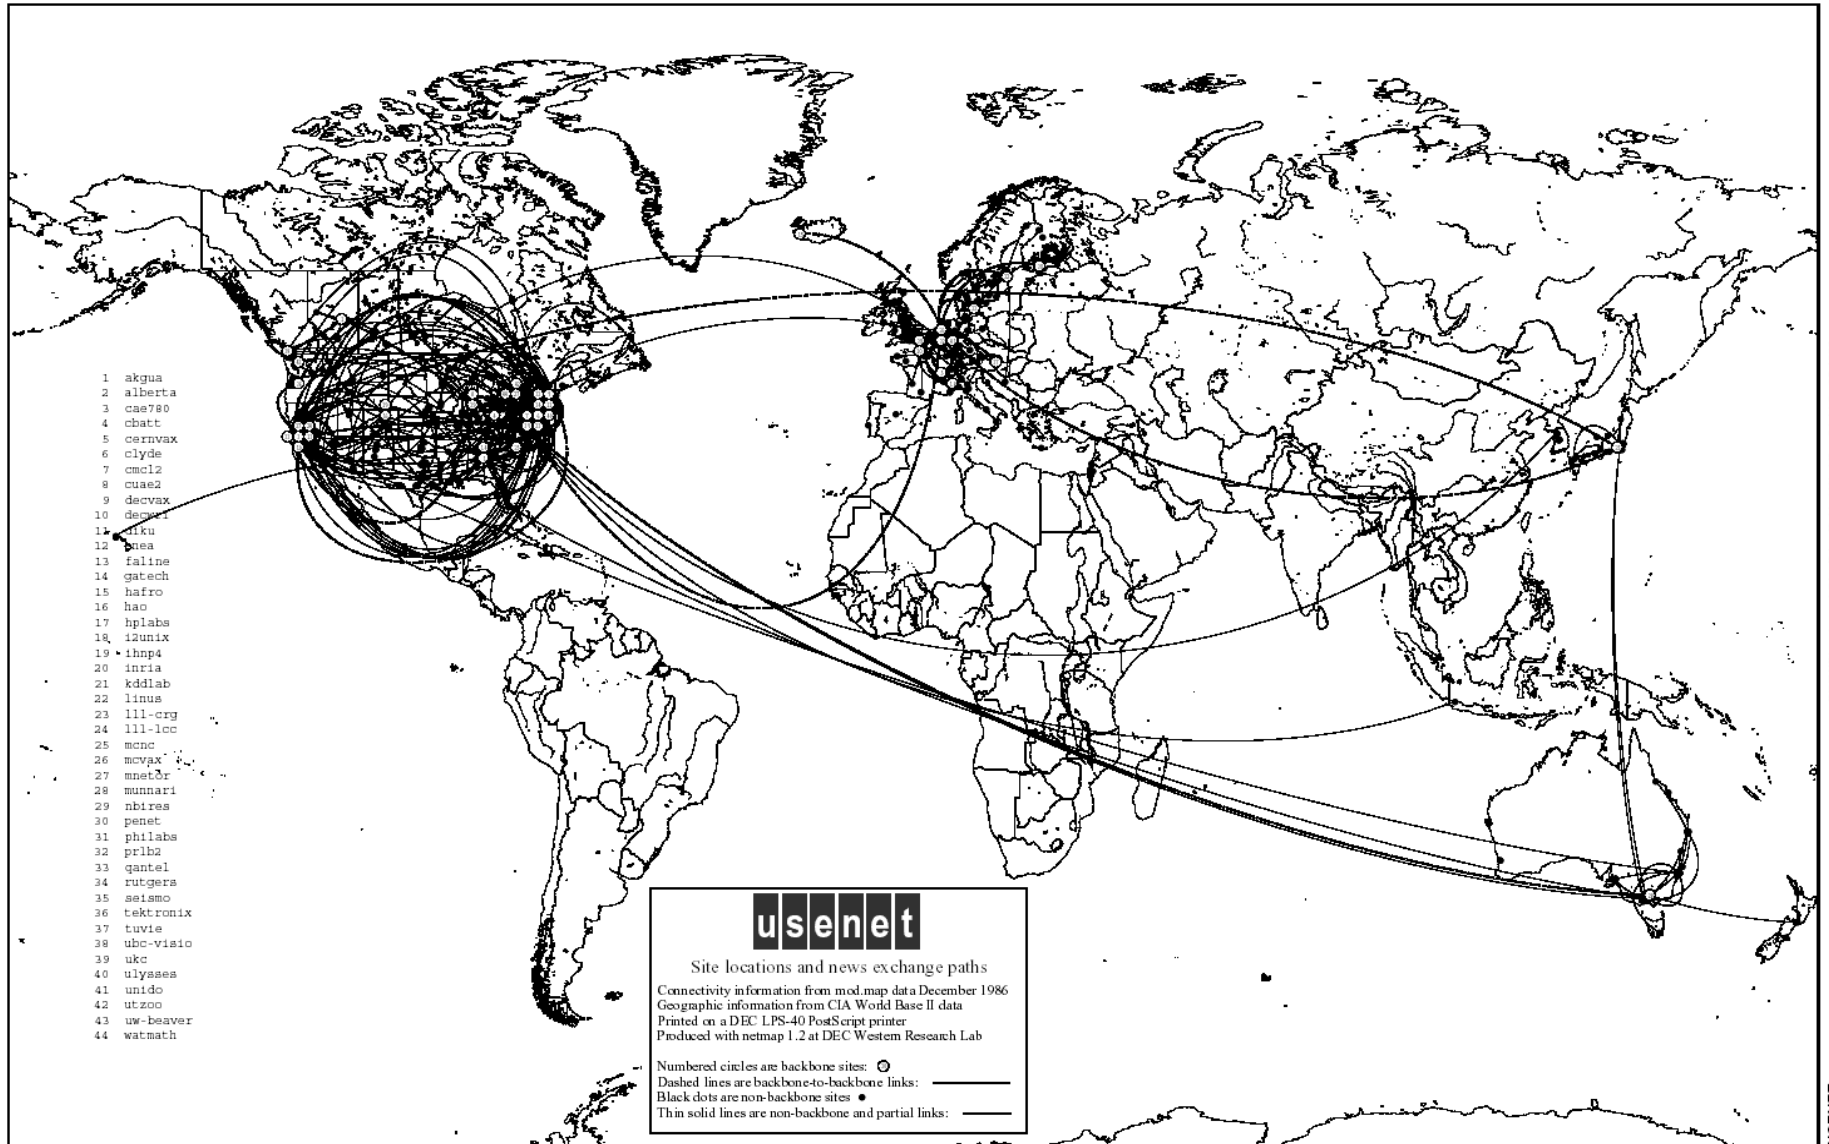 1 akgua
2 alberta
3 cae780
4 cbatt
5 cernvax
6 clyde
7 cmcl2
8 cuae2
9 decvax
10 decwrl
11 diku
12 enea
13 faline
14 gatech
15 hafro
16 hao
17 hplabs
18 i2unix
19 ihnp4
20 inria
21 kddlab
22 linus
23 lll-crg
24 lll-lcc
25 mcnc
26 mcvax
27 mnetor
28 munnari
29 nbires
30 penet
31 philabs
32 prlb2
33 qantel
34 rutgers
35 seismo
36 tektronix
37 tuvie
38 ubc-visio
39 ukc
40 ulysses
41 unido
42 utzoo
43 uw-beaver
44 watmath
usenet
Site locations and news exchange paths
Connectivity information from mod.map data December 1986
Geographic information from CIA World Base II data
Printed on a DEC LPS-40 PostScript printer
Produced with netmap 1.2 at DEC Western Research Lab
Numbered circles are backbone sites:
Dashed lines are backbone-to-backbone links:
Black dots are non-backbone sites
Thin solid lines are non-backbone and partial links: